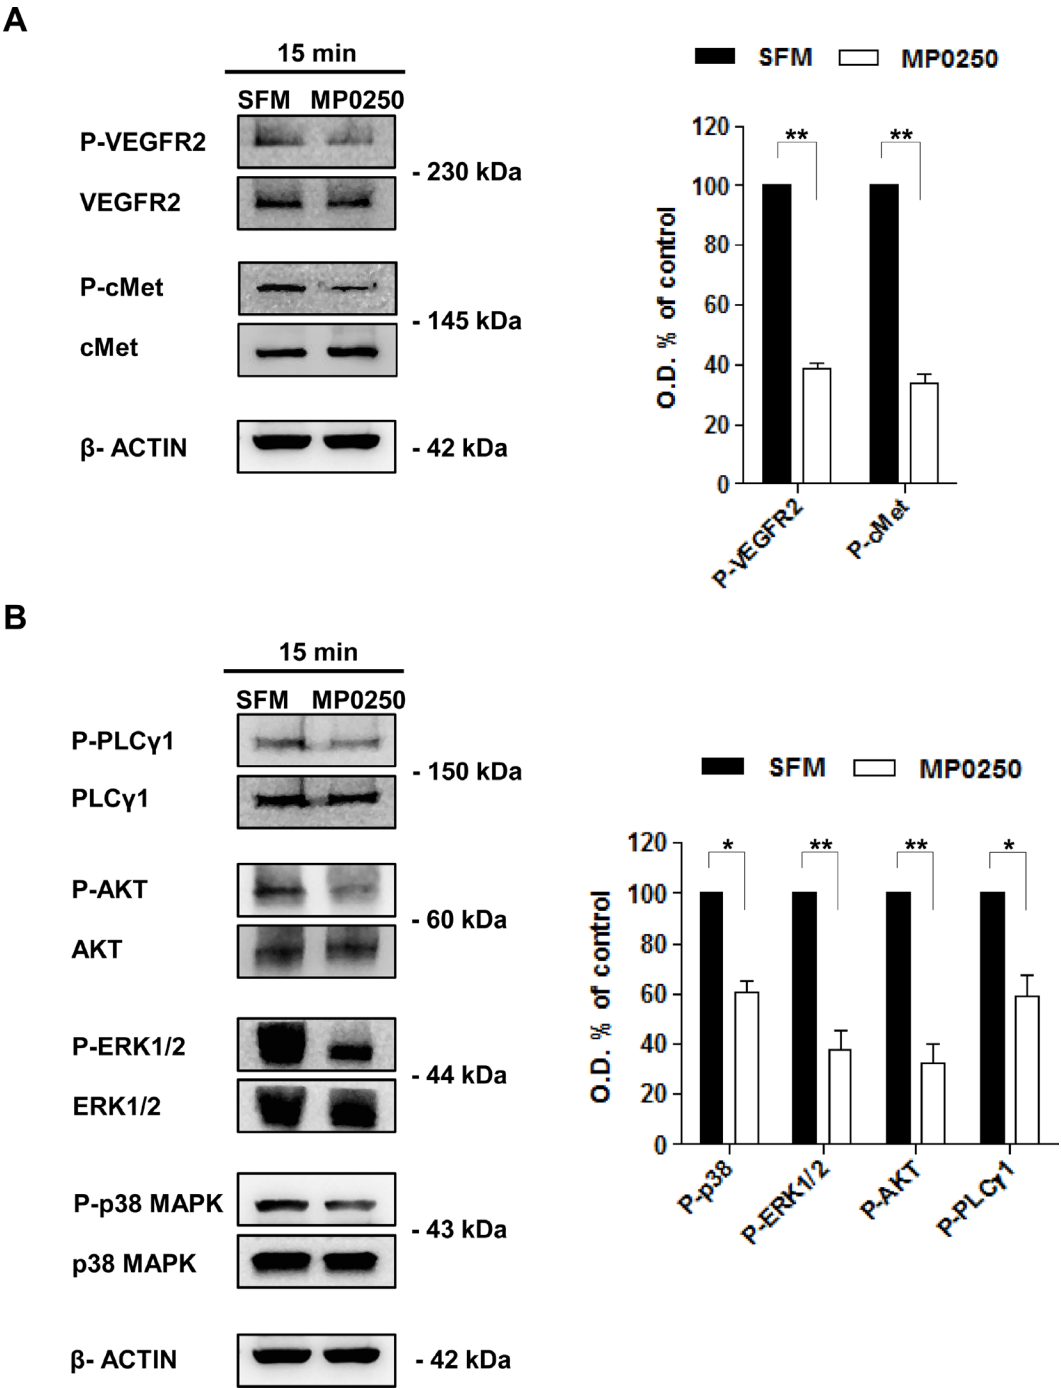 A
15 min
SFM MP0250
P-VEGFR2
- 230 kDa
VEGFR2
P-cMet
- 145 kDa
cMet
β- ACTIN
- 42 kDa
SFM MP0250
120
100
80
60
40
20
0
O.D. % of control
** **
P-VEGFR2
P-cMet
B
15 min
SFM MP0250
P-PLCγ1
- 150 kDa
PLCγ1
P-AKT
- 60 kDa
AKT
P-ERK1/2
- 44 kDa
ERK1/2
P-p38 MAPK
- 43 kDa
p38 MAPK
β- ACTIN
- 42 kDa
SFM MP0250
120
100
80
60
40
20
0
O.D. % of control
* ** ** *
P-p38
P-ERK1/2
P-AKT
P-PLCγ1